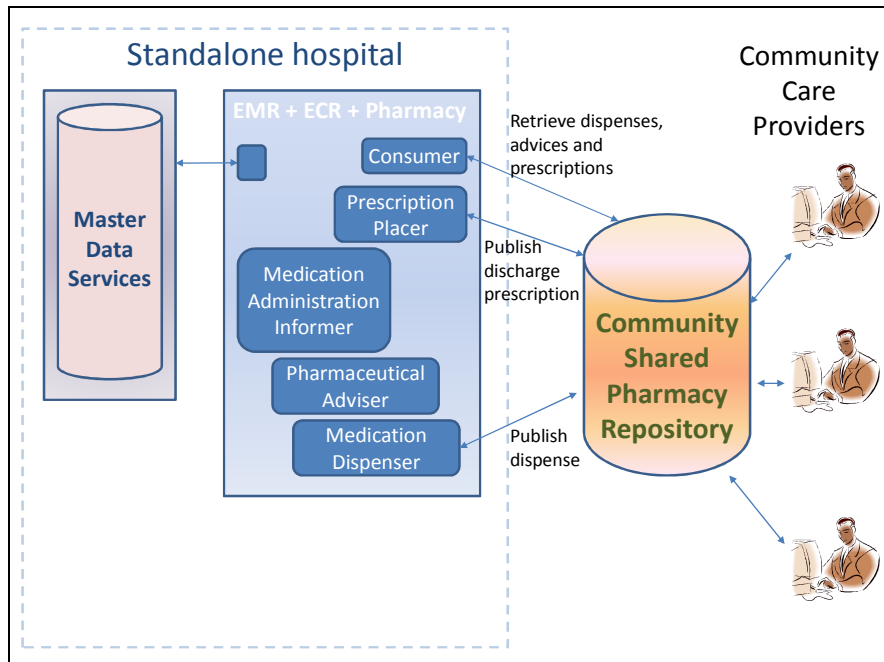 Standalone hospital
Master
Data
Services
EMR + ECR + Pharmacy
Consumer
Prescription
Placer
Medication
Administration
Informer
Pharmaceutical
Adviser
Medication
Dispenser
Retrieve dispenses,
advices and
prescriptions
Publish
discharge
prescription
Publish
dispense
Community
Shared
Pharmacy
Repository
Community
Care
Providers